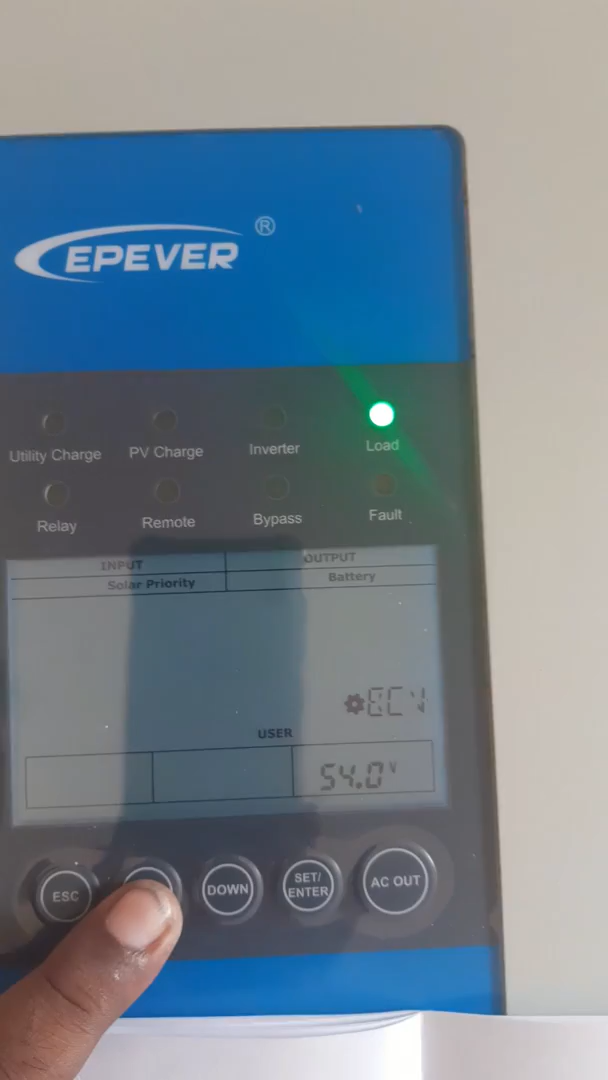 EPEVER ®
Utility Charge PV Charge Inverter Load
Relay Remote Bypass Fault
INPUT OUTPUT
Solar Priority Battery
USER
54.0 V
ESC DOWN SET/ENTER AC OUT